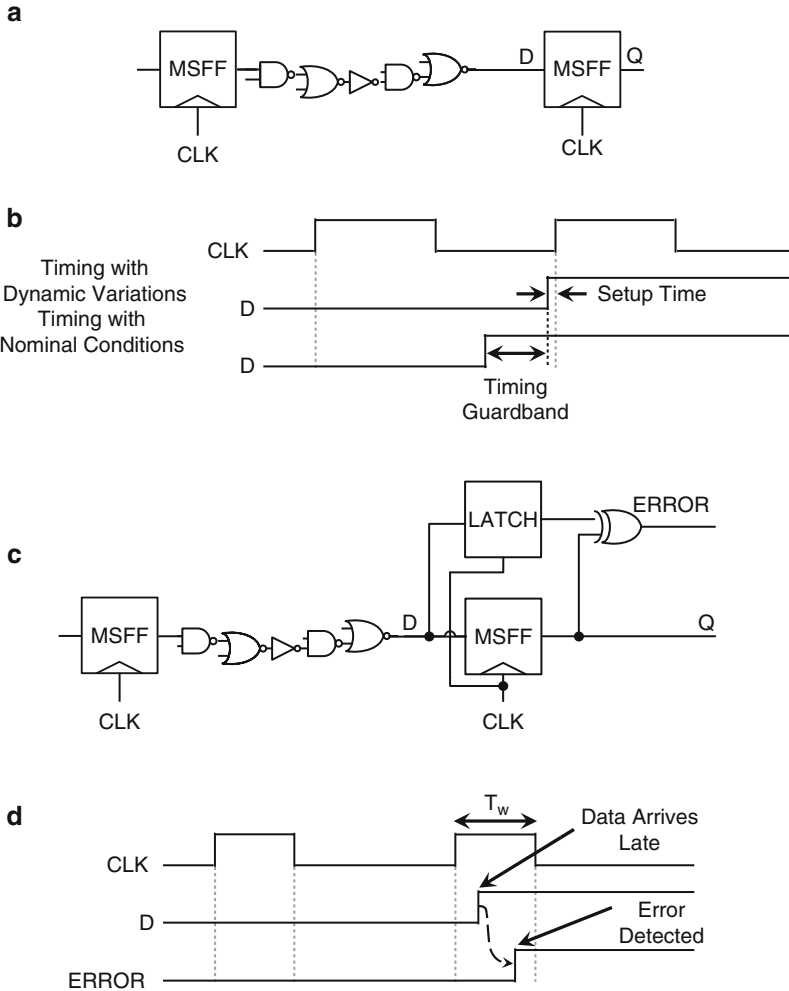 a
MSFF
D
MSFF
Q
CLK
CLK
b
CLK
Timing with
Dynamic Variations
D
Setup Time
Timing with
Nominal Conditions
D
Timing
Guardband
c
LATCH
ERROR
MSFF
D
MSFF
Q
CLK
CLK
d
Tw
Data Arrives
Late
CLK
D
Error
Detected
ERROR